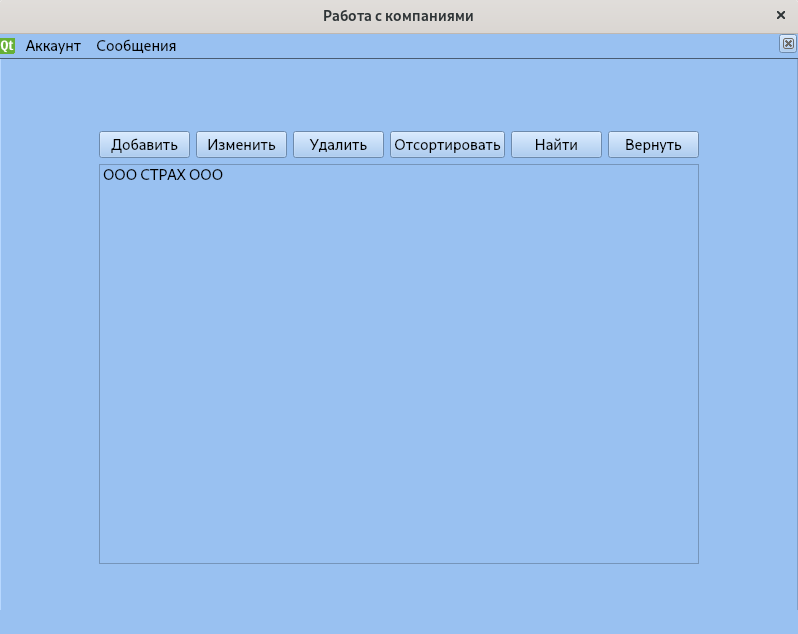 Работа с компаниями
Qt Аккаунт Сообщения
Добавить Изменить Удалить Отсортировать Найти Вернуть
ООО СТРАХ ООО